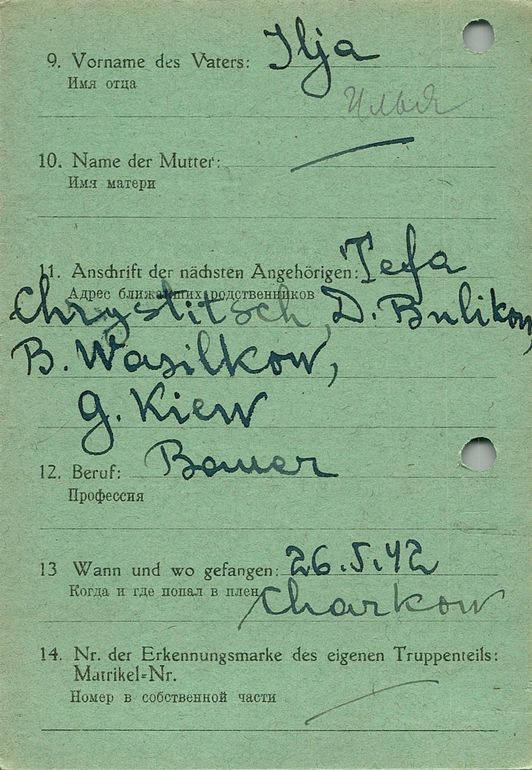 9. Vorname des Vaters: Ilja
Имя отца
Илья
10. Name der Mutter:
Имя матери
11. Anschrift der nächsten Angehörigen: Tefa
Адрес ближайших родственников
Chrystitsch, D. Bulikow,
B. Wasilkow,
G. Kiew
12. Beruf: Bauer
Профессия
13 Wann und wo gefangen: 26.5.42
Когда и где попал в плен
Charkow
14. Nr. der Erkennungsmarke des eigenen Truppenteils:
Matrikel-Nr.
Номер в собственной части